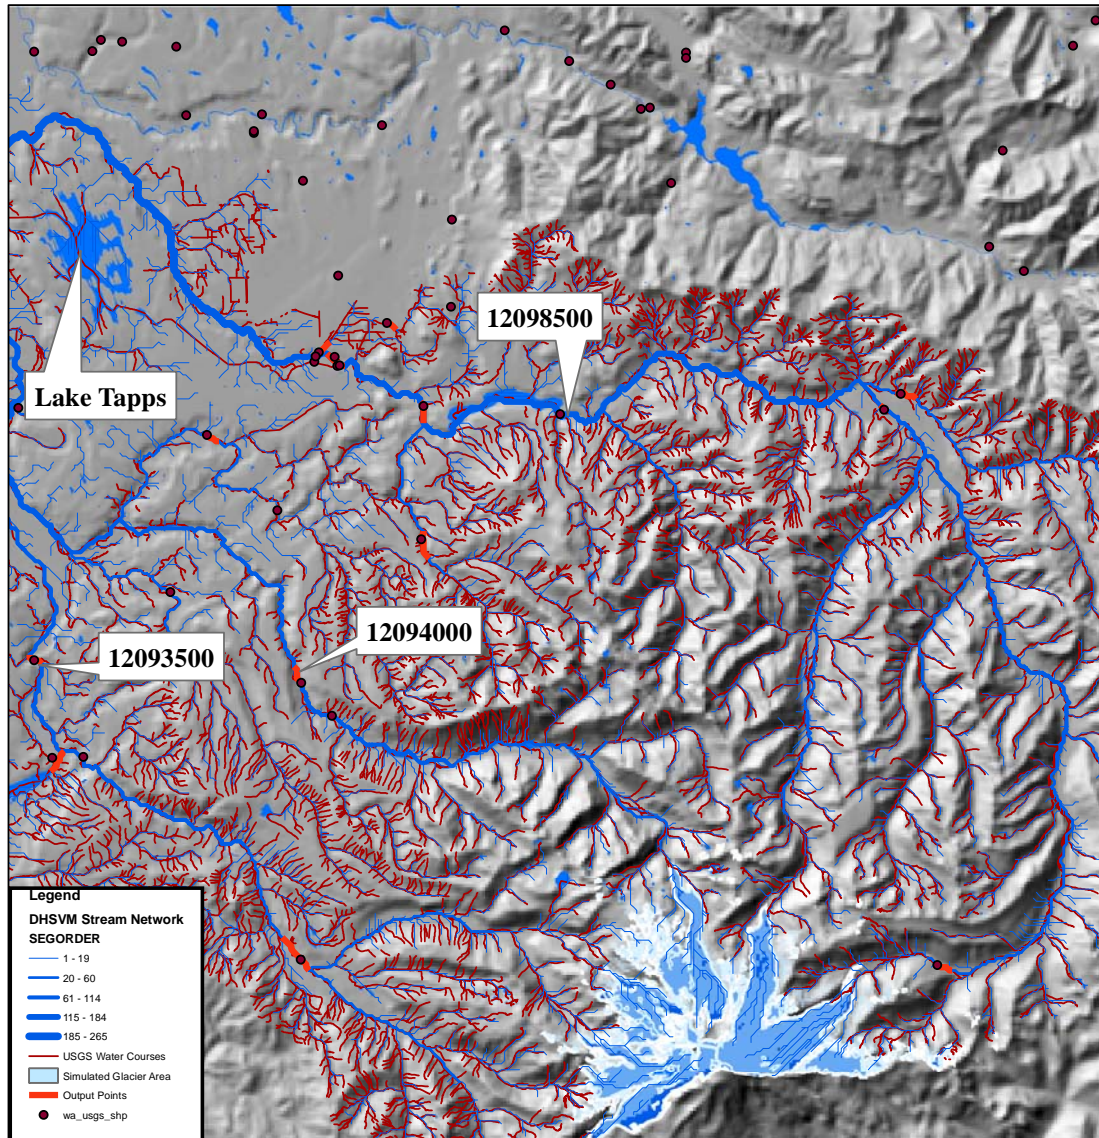 12098500
Lake Tapps
12094000
12093500
Legend
DHSVM Stream Network
SEGORDER
1 - 19
20 - 60
61 - 114
115 - 184
185 - 265
USGS Water Courses
Simulated Glacier Area
Output Points
wa_usgs_shp